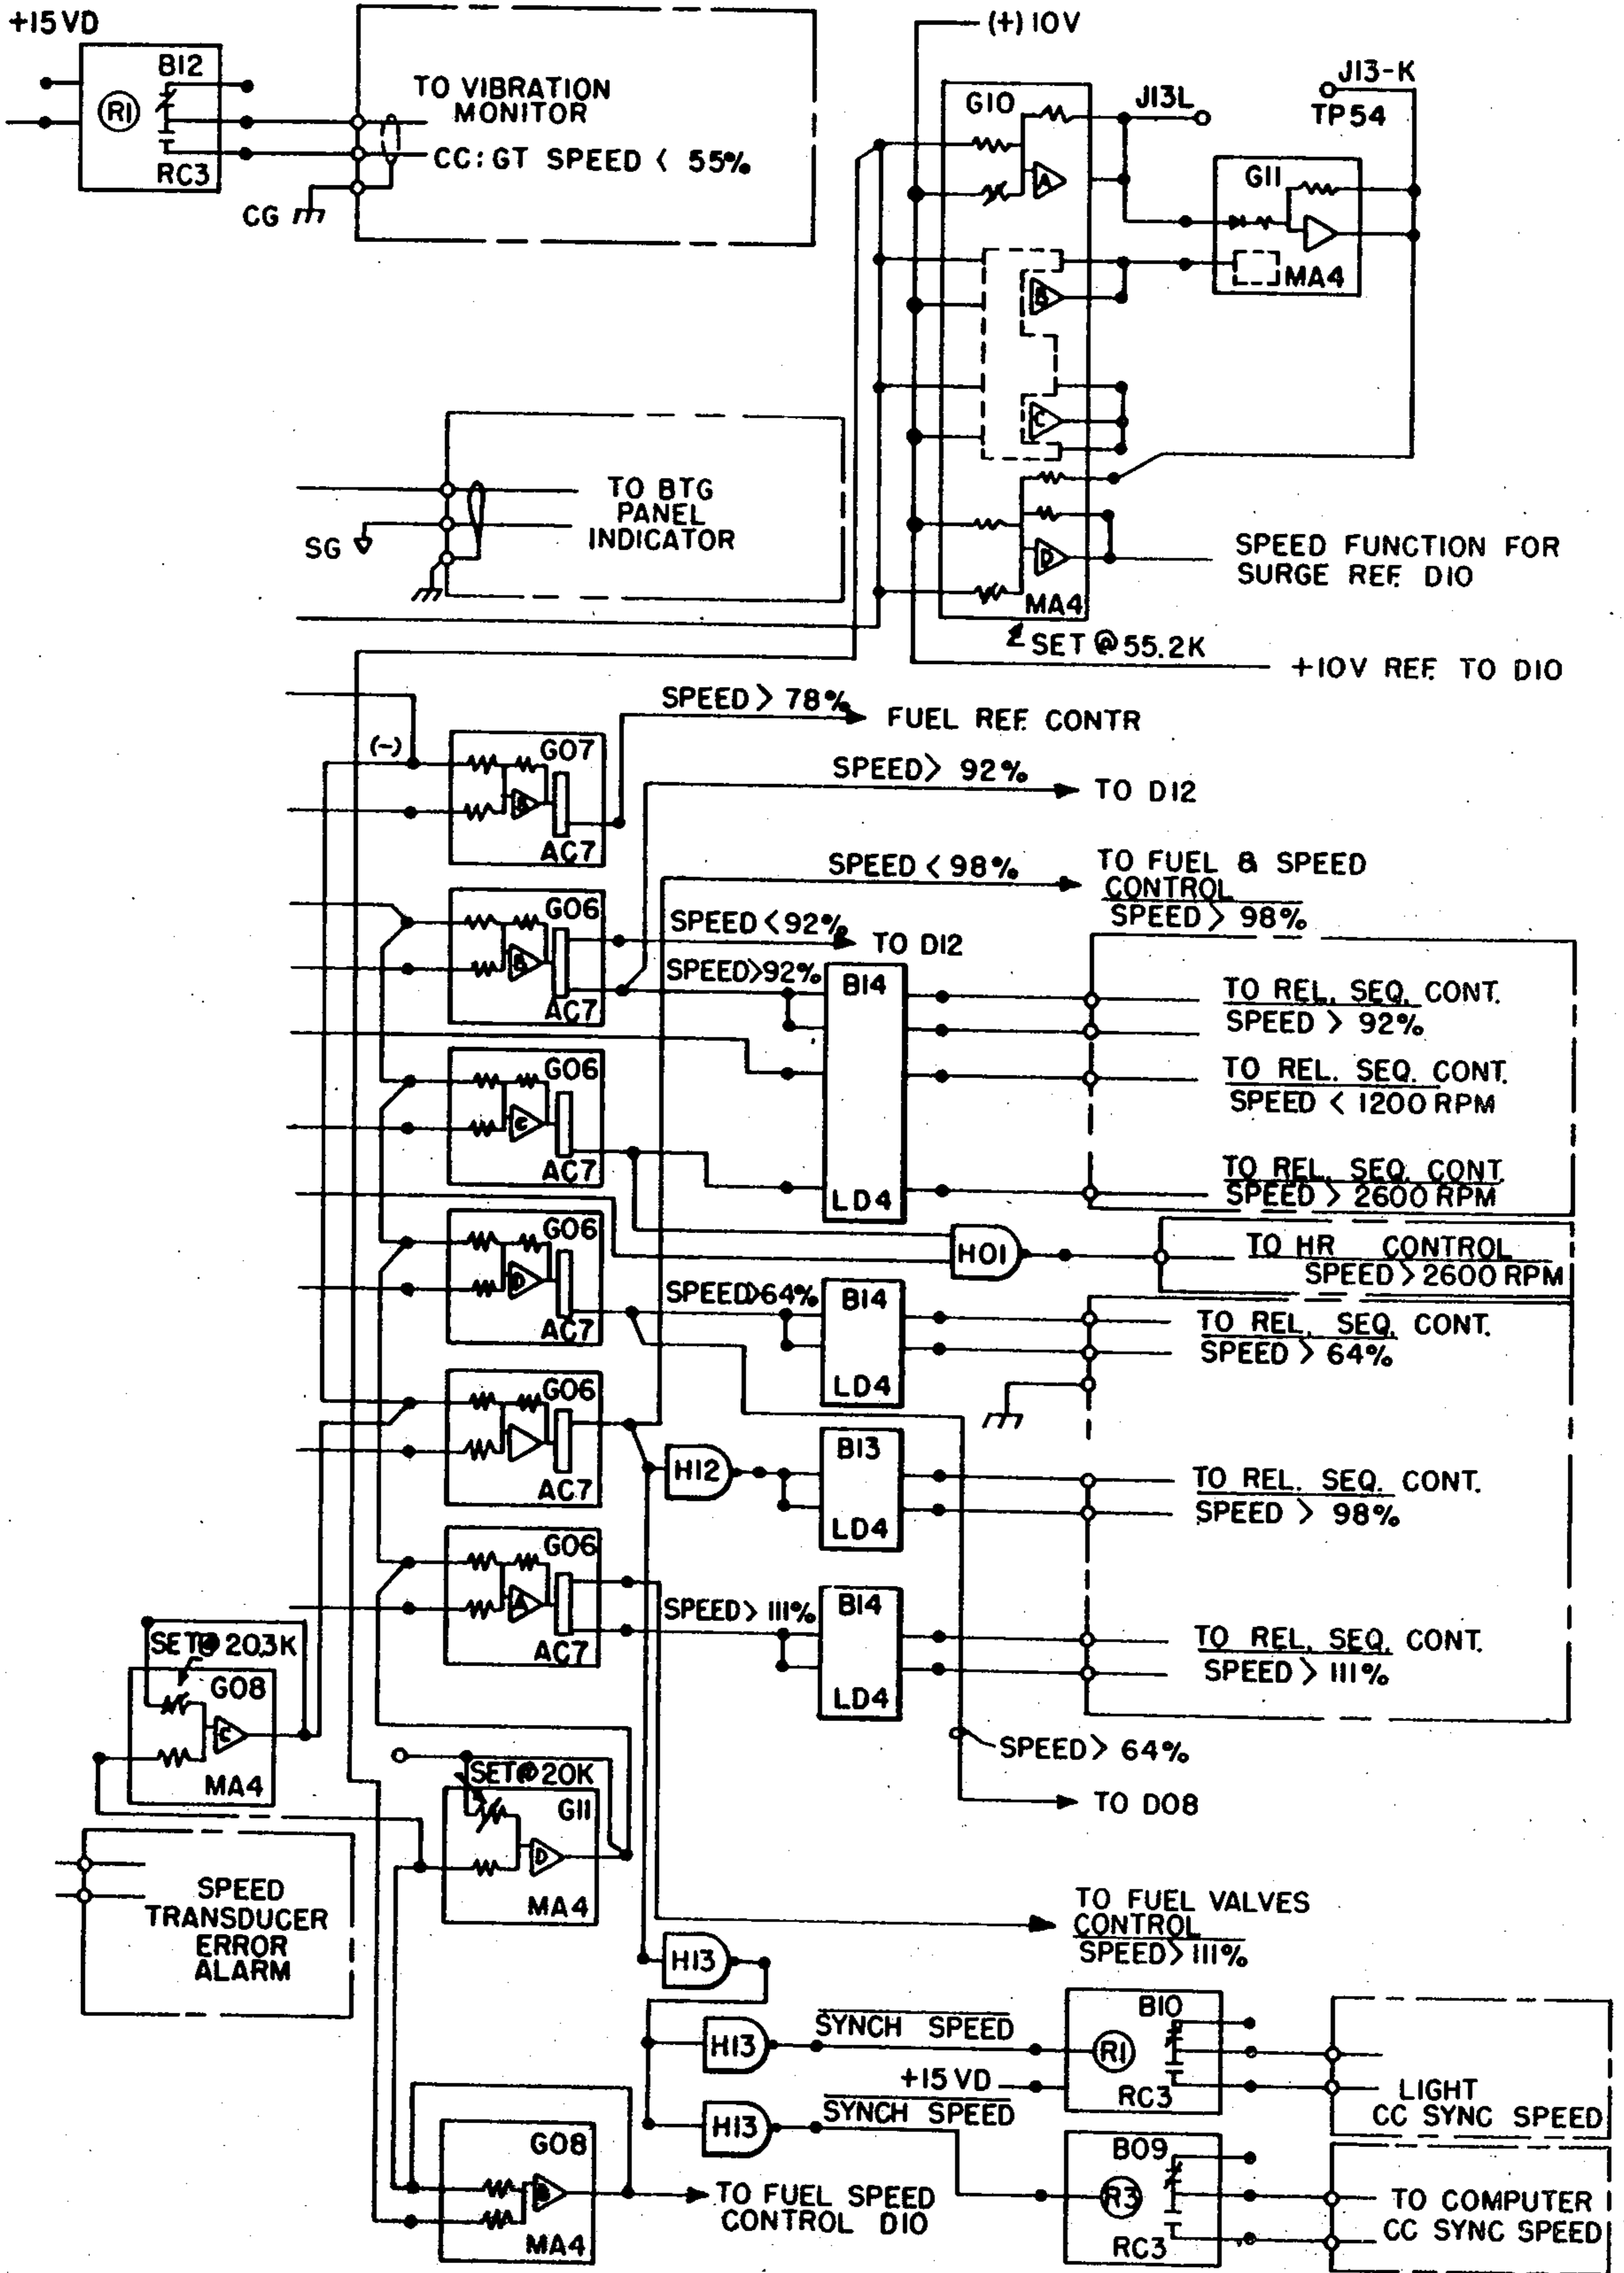 +15 VD
B12
R1
RC3
TO VIBRATION
MONITOR
CC: GT SPEED < 55%
CG
(+) 10V
G10
A
J13L
J13-K
TP54
G11
MA4
B
C
D
MA4
SET @ 55.2K
SPEED FUNCTION FOR
SURGE REF. D10
+10V REF. TO D10
TO BTG
PANEL
INDICATOR
SG
SPEED > 78%
FUEL REF. CONTR
(-)
G07
AC7
SPEED > 92%
TO D12
SPEED < 98%
TO FUEL & SPEED
CONTROL
SPEED > 98%
G06
B
AC7
SPEED < 92%
TO D12
SPEED>92%
B14
LD4
TO REL. SEQ. CONT.
SPEED > 92%
TO REL. SEQ. CONT.
SPEED < 1200 RPM
TO REL. SEQ. CONT
SPEED > 2600 RPM
G06
C
AC7
H01
TO HR CONTROL
SPEED > 2600 RPM
G06
D
AC7
SPEED>64%
B14
LD4
TO REL. SEQ. CONT.
SPEED > 64%
G06
AC7
H12
B13
LD4
TO REL. SEQ. CONT.
SPEED > 98%
G06
A
AC7
SPEED > 111%
B14
LD4
TO REL. SEQ. CONT.
SPEED > 111%
SPEED > 64%
TO D08
SET@ 20.3K
G08
C
MA4
SET@ 20K
G11
D
MA4
SPEED
TRANSDUCER
ERROR
ALARM
TO FUEL VALVES
CONTROL
SPEED > 111%
H13
H13
SYNCH SPEED
+15 VD
B10
R1
RC3
LIGHT
CC SYNC SPEED
H13
SYNCH SPEED
B09
R3
RC3
TO COMPUTER
CC SYNC SPEED
G08
MA4
TO FUEL SPEED
CONTROL D10